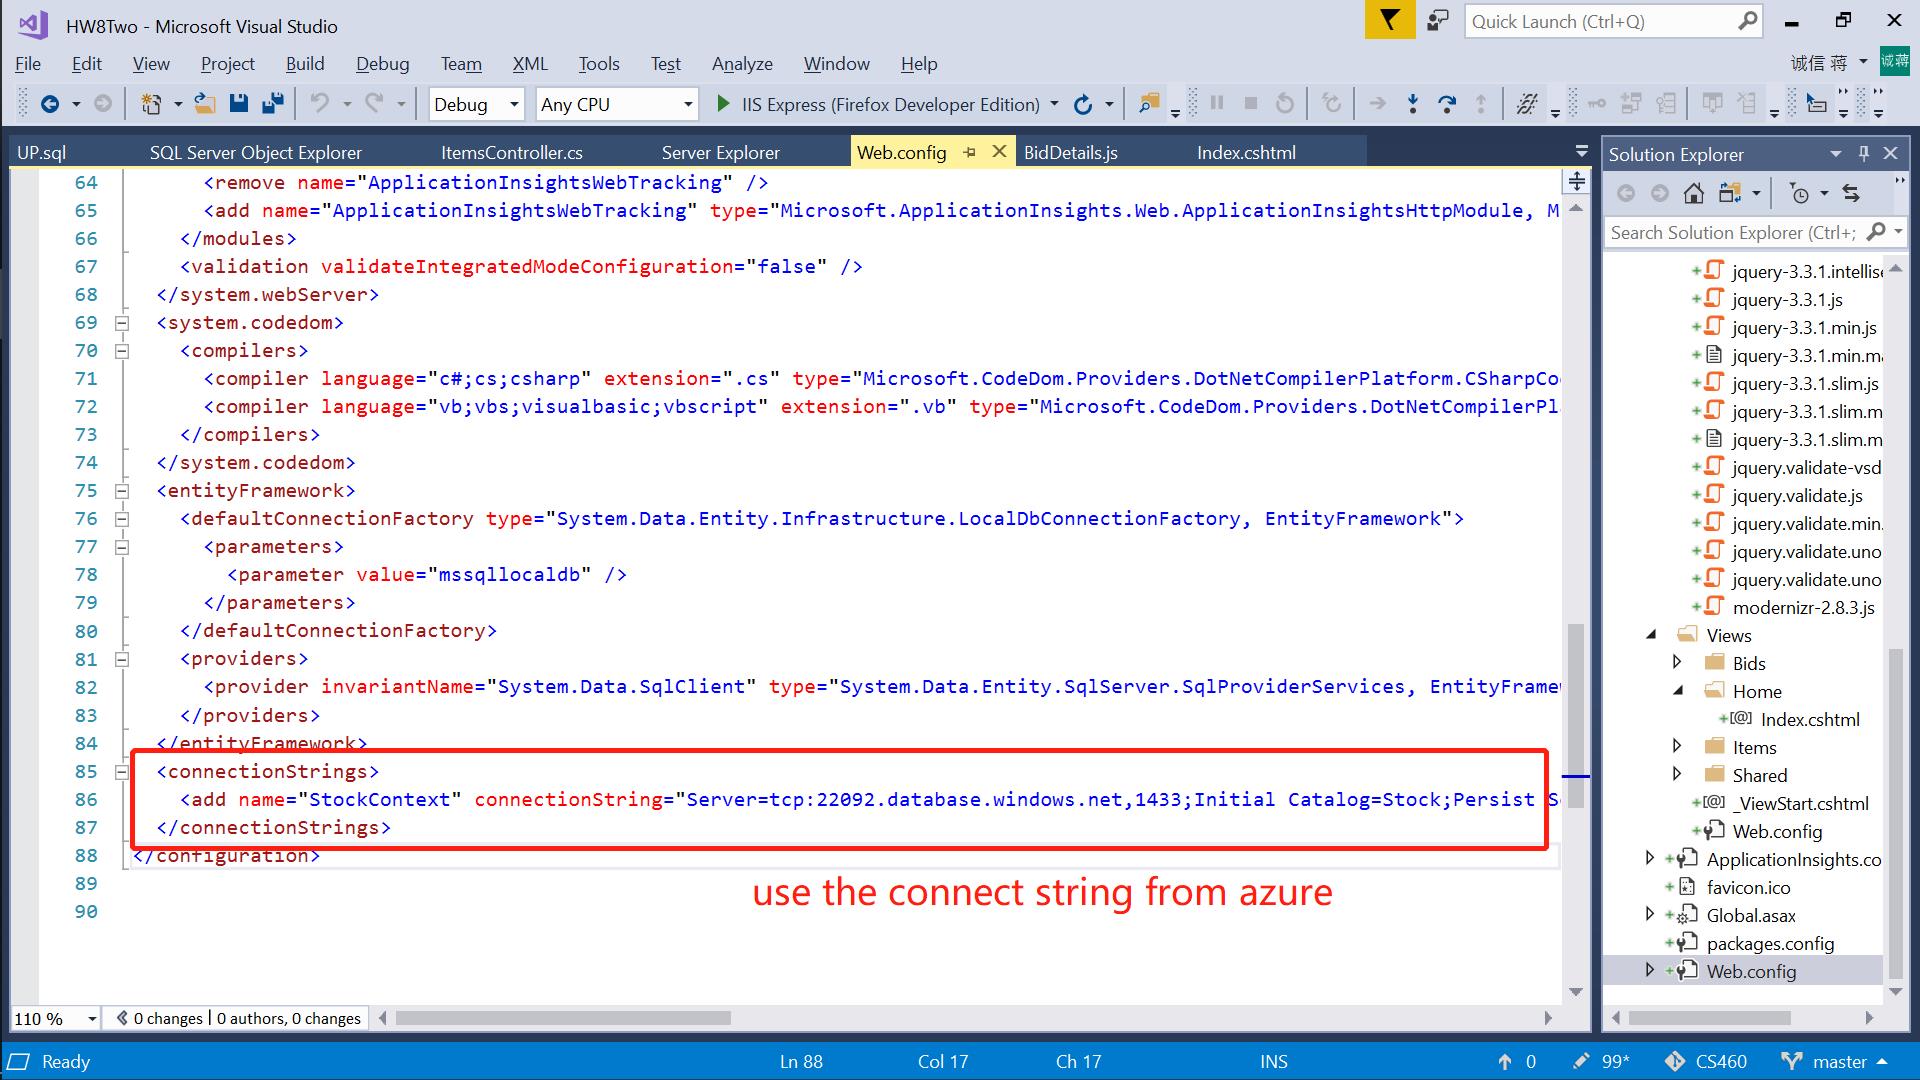 HW8Two - Microsoft Visual Studio
Quick Launch (Ctrl+Q)
File Edit View Project Build Debug Team XML Tools Test Analyze Window Help
诚信 蒋
诚蒋
Debug Any CPU IIS Express (Firefox Developer Edition)
UP.sql SQL Server Object Explorer ItemsController.cs Server Explorer Web.config BidDetails.js Index.cshtml
64 <remove name="ApplicationInsightsWebTracking" />
65 <add name="ApplicationInsightsWebTracking" type="Microsoft.ApplicationInsights.Web.ApplicationInsightsHttpModule, M
66 </modules>
67 <validation validateIntegratedModeConfiguration="false" />
68 </system.webServer>
69 <system.codedom>
70 <compilers>
71 <compiler language="c#;cs;csharp" extension=".cs" type="Microsoft.CodeDom.Providers.DotNetCompilerPlatform.CSharpCo
72 <compiler language="vb;vbs;visualbasic;vbscript" extension=".vb" type="Microsoft.CodeDom.Providers.DotNetCompilerPl
73 </compilers>
74 </system.codedom>
75 <entityFramework>
76 <defaultConnectionFactory type="System.Data.Entity.Infrastructure.LocalDbConnectionFactory, EntityFramework">
77 <parameters>
78 <parameter value="mssqllocaldb" />
79 </parameters>
80 </defaultConnectionFactory>
81 <providers>
82 <provider invariantName="System.Data.SqlClient" type="System.Data.Entity.SqlServer.SqlProviderServices, EntityFrame
83 </providers>
84 </entityFramework>
85 <connectionStrings>
86 <add name="StockContext" connectionString="Server=tcp:22092.database.windows.net,1433;Initial Catalog=Stock;Persist S
87 </connectionStrings>
88 </configuration>
89
90
use the connect string from azure
110 % 0 changes | 0 authors, 0 changes
Solution Explorer
Search Solution Explorer (Ctrl+;
jquery-3.3.1.intellise
jquery-3.3.1.js
jquery-3.3.1.min.js
jquery-3.3.1.min.ma
jquery-3.3.1.slim.js
jquery-3.3.1.slim.m
jquery-3.3.1.slim.m
jquery.validate-vsd
jquery.validate.js
jquery.validate.min.
jquery.validate.uno
jquery.validate.uno
modernizr-2.8.3.js
Views
Bids
Home
Index.cshtml
Items
Shared
_ViewStart.cshtml
Web.config
ApplicationInsights.co
favicon.ico
Global.asax
packages.config
Web.config
Ready Ln 88 Col 17 Ch 17 INS 0 99* CS460 master